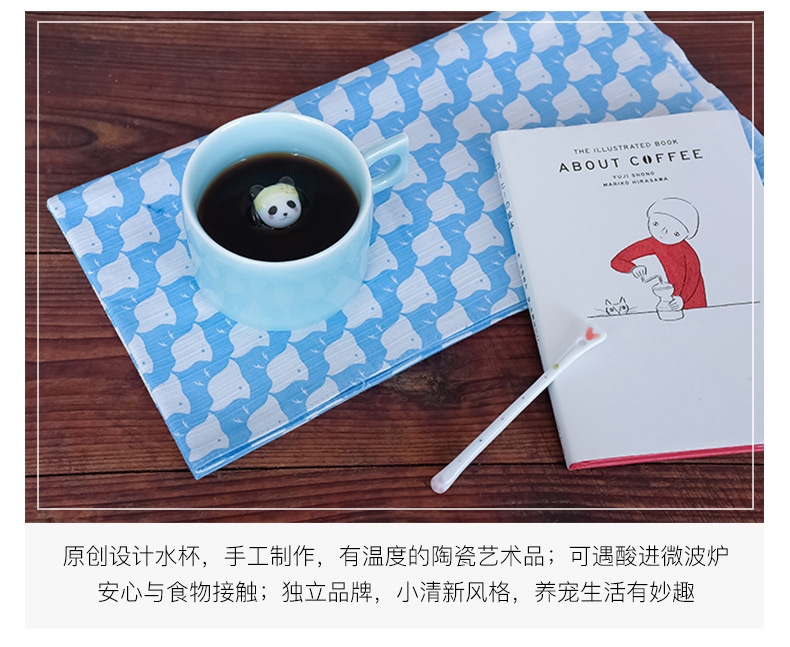 THE ILLUSTRATED BOOK
ABOUT COFFEE
YUJI SHONO
MARIKO HIRASAWA
原创设计水杯，手工制作，有温度的陶瓷艺术品；可遇酸进微波炉
安心与食物接触；独立品牌，小清新风格，养宠生活有妙趣